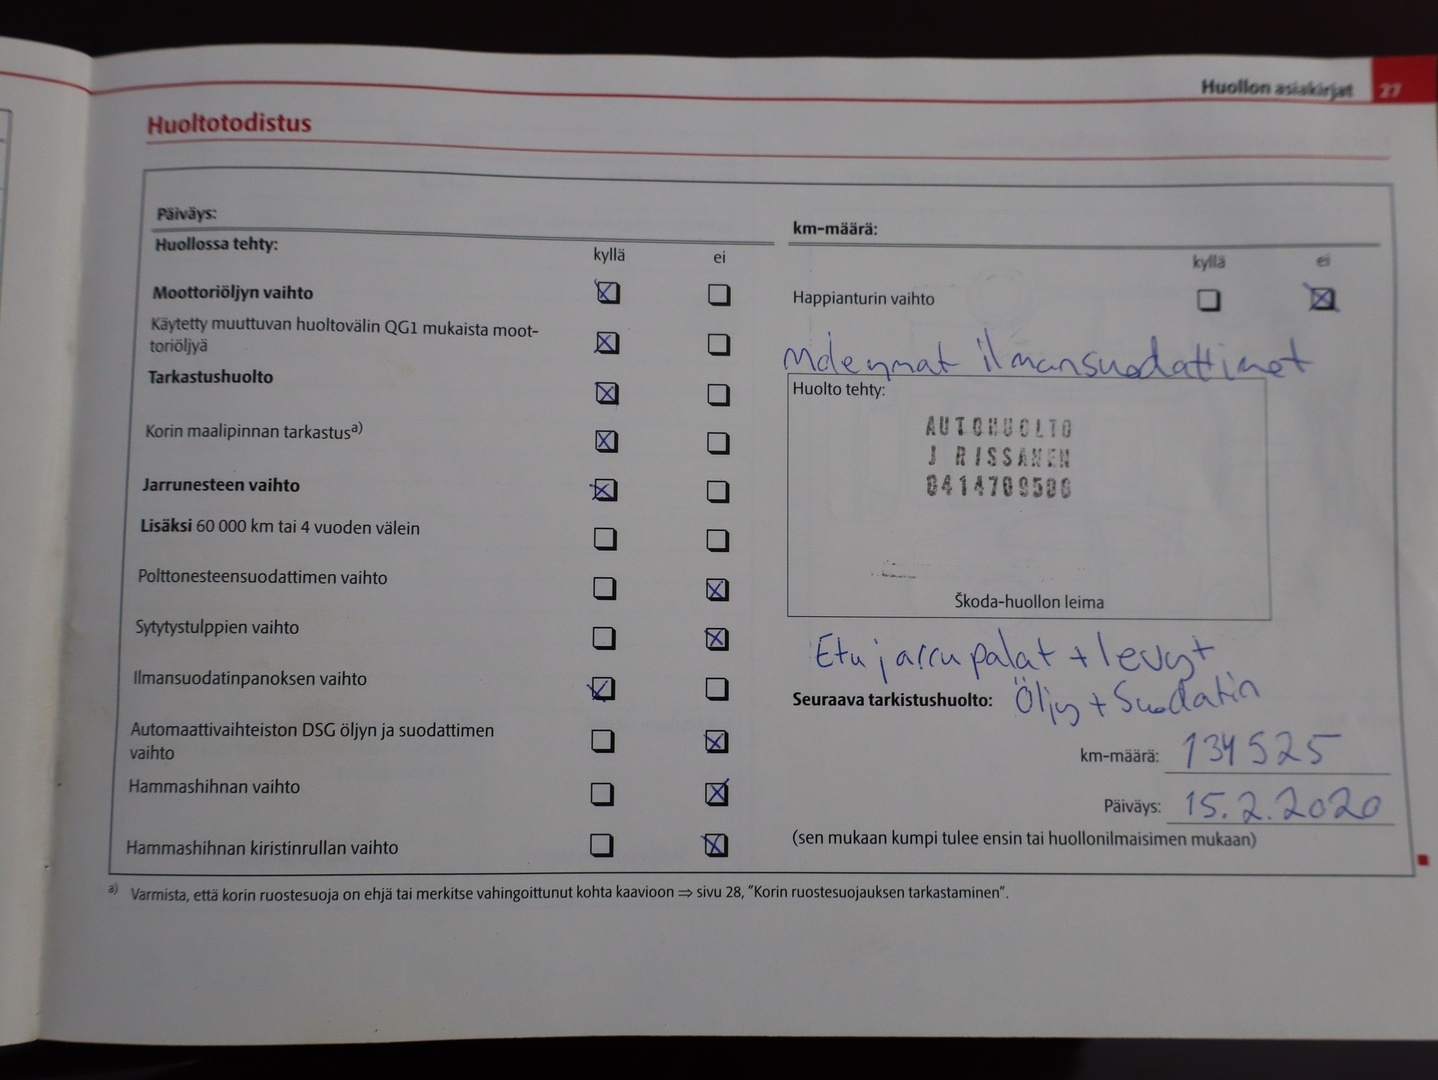 Huollon asiakirjat 27
Huoltotodistus
Päiväys:
Huollossa tehty:
kyllä ei
Moottoriöljyn vaihto
Käytetty muuttuvan huoltovälin QG1 mukaista moot-
toriöljyä
Tarkastushuolto
Korin maalipinnan tarkastus a)
Jarrunesteen vaihto
Lisäksi 60 000 km tai 4 vuoden välein
Polttonesteensuodattimen vaihto
Sytytystulppien vaihto
Ilmansuodatinpanoksen vaihto
Automaattivaihteiston DSG öljyn ja suodattimen
vaihto
Hammashihnan vaihto
Hammashihnan kiristinrullan vaihto
km-määrä:
kyllä ei
Happianturin vaihto
ilmansuodattimet
Huolto tehty:
AUTOHUOLTO
J RISSANEN
Škoda-huollon leima
Etujarrupalat + levyt
Seuraava tarkistushuolto: Öljy + Suodatin
km-määrä: 134525
Päiväys: 15.2.2020
(sen mukaan kumpi tulee ensin tai huollonilmaisimen mukaan)
a) Varmista, että korin ruostesuoja on ehjä tai merkitse vahingoittunut kohta kaavioon ⇒ sivu 28, "Korin ruostesuojauksen tarkastaminen".